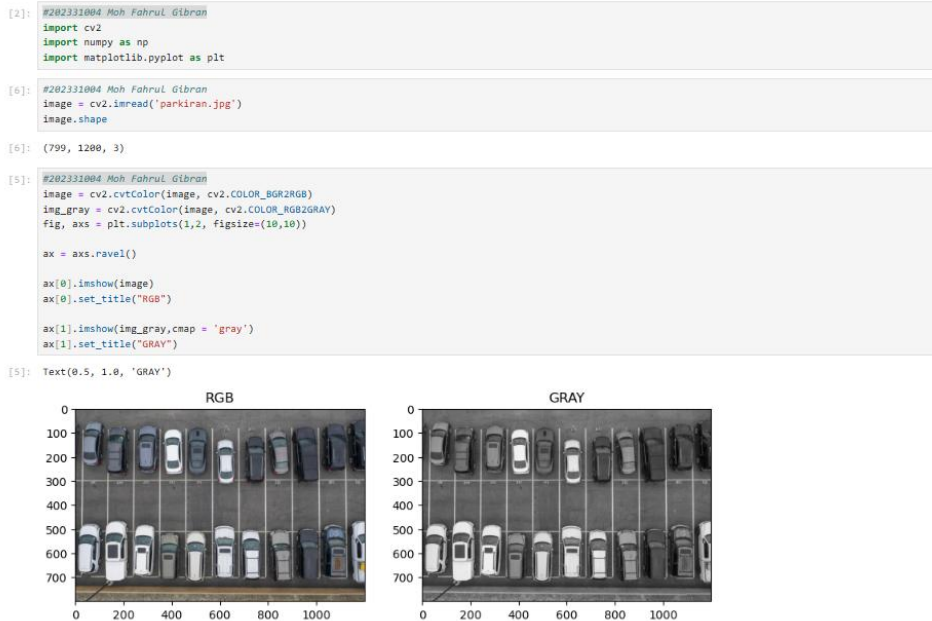 [2]: #202331004 Moh Fahrul Gibran
import cv2
import numpy as np
import matplotlib.pyplot as plt
[6]: #202331004 Moh Fahrul Gibran
image = cv2.imread('parkiran.jpg')
image.shape
[6]: (799, 1200, 3)
[5]: #202331004 Moh Fahrul Gibran
image = cv2.cvtColor(image, cv2.COLOR_BGR2RGB)
img_gray = cv2.cvtColor(image, cv2.COLOR_RGB2GRAY)
fig, axs = plt.subplots(1,2, figsize=(10,10))
ax = axs.ravel()
ax[0].imshow(image)
ax[0].set_title("RGB")
ax[1].imshow(img_gray,cmap = 'gray')
ax[1].set_title("GRAY")
[5]: Text(0.5, 1.0, 'GRAY')
RGB
0
100
200
300
400
500
600
700
0 200 400 600 800 1000
GRAY
0
100
200
300
400
500
600
700
0 200 400 600 800 1000